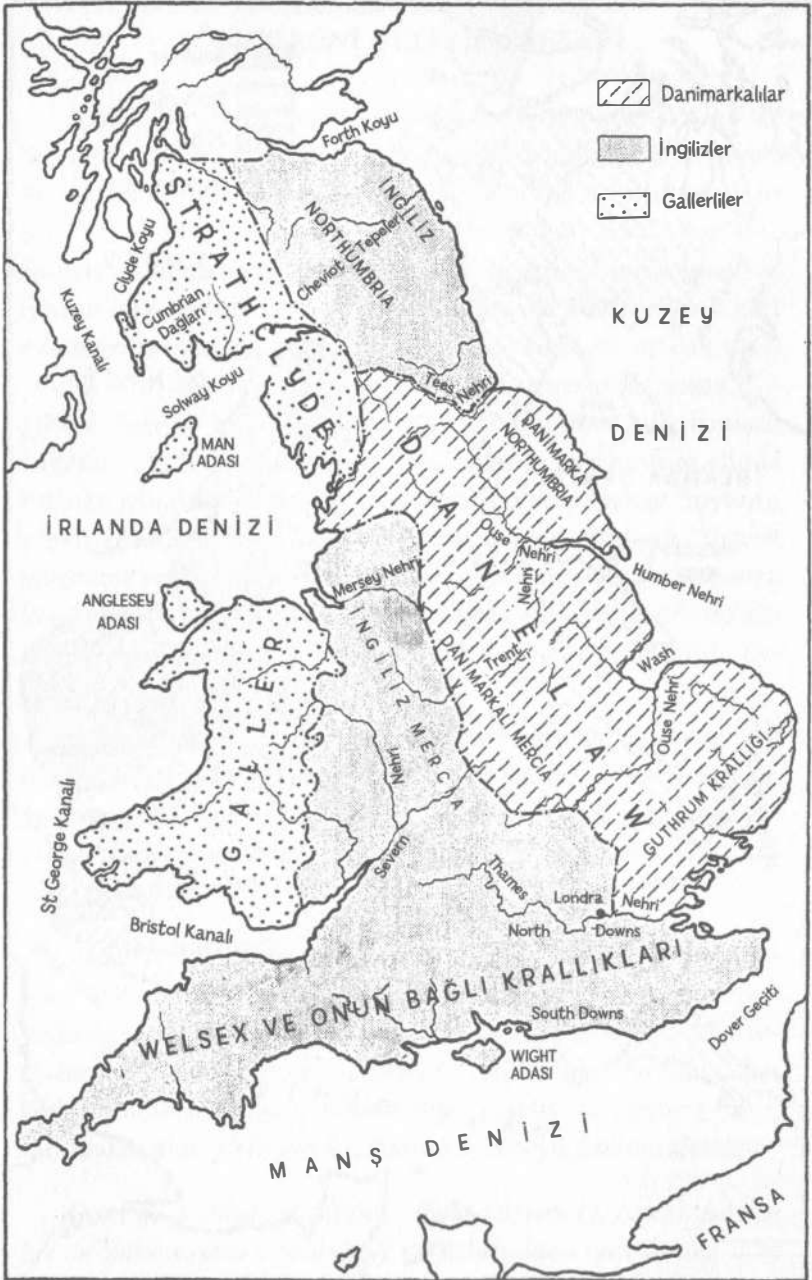 Danimarkalılar
İngilizler
Gallerliler
Forth Koyu
STRATHCLYDE
İNGİLİZ
NORTHUMBRIA
Cheviot Tepeleri
Clyde Koyu
Kuzey Kanalı
Cumbrian
Dağları
KUZEY
DENİZİ
Solway Koyu
MAN
ADASI
Tees Nehri
DANİMARKA
NORTHUMBRIA
DANELAW
İRLANDA DENİZİ
Ouse Nehri
Humber Nehri
Mersey Nehri
ANGLESEY
ADASI
Trent Nehri
Wash
İNGİLİZ MERCIA
DANİMARKALI MERCIA
Ouse Nehri
GALLER
GUTHRUM KRALLIĞI
St George Kanalı
Severn Nehri
Thames Nehri
Londra
Bristol Kanalı
North Downs
WELSEX VE ONUN BAĞLI KRALLIKLARI
South Downs
Dover Geçiti
WIGHT
ADASI
MANŞ DENİZİ
FRANSA